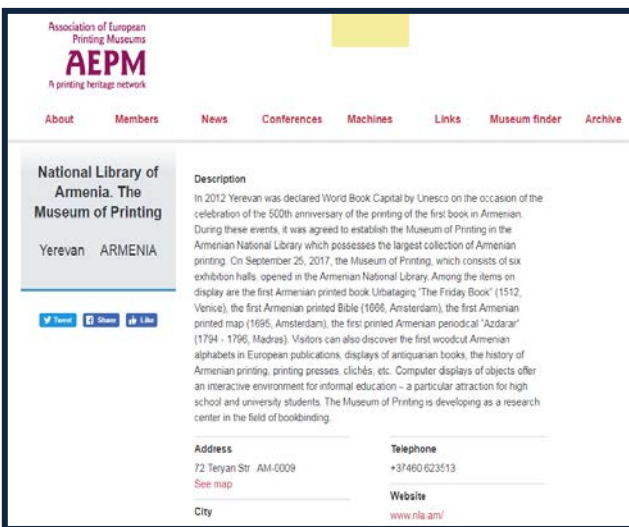 Association of European
Printing Museums
AEPM
A printing heritage network
About Members News Conferences Machines Links Museum finder Archive
National Library of
Armenia. The
Museum of Printing
Yerevan ARMENIA
Tweet Share Like
Description
In 2012 Yerevan was declared World Book Capital by Unesco on the occasion of the
celebration of the 500th anniversary of the printing of the first book in Armenian.
During these events, it was agreed to establish the Museum of Printing in the
Armenian National Library which possesses the largest collection of Armenian
printing. On September 25, 2017, the Museum of Printing, which consists of six
exhibition halls, opened in the Armenian National Library. Among the items on
display are the first Armenian printed book Urbatagirq “The Friday Book” (1512,
Venice), the first Armenian printed Bible (1666, Amsterdam), the first Armenian
printed map (1695, Amsterdam), the first printed Armenian periodical “Azdarar”
(1794 - 1796, Madras). Visitors can also discover the first woodcut Armenian
alphabets in European publications, displays of antiquarian books, the history of
Armenian printing, printing presses, clichés, etc. Computer displays of objects offer
an interactive environment for informal education – a particular attraction for high
school and university students. The Museum of Printing is developing as a research
center in the field of bookbinding.
Address
72 Teryan Str AM-0009
See map
City
Telephone
+37460 623513
Website
www.nla.am/